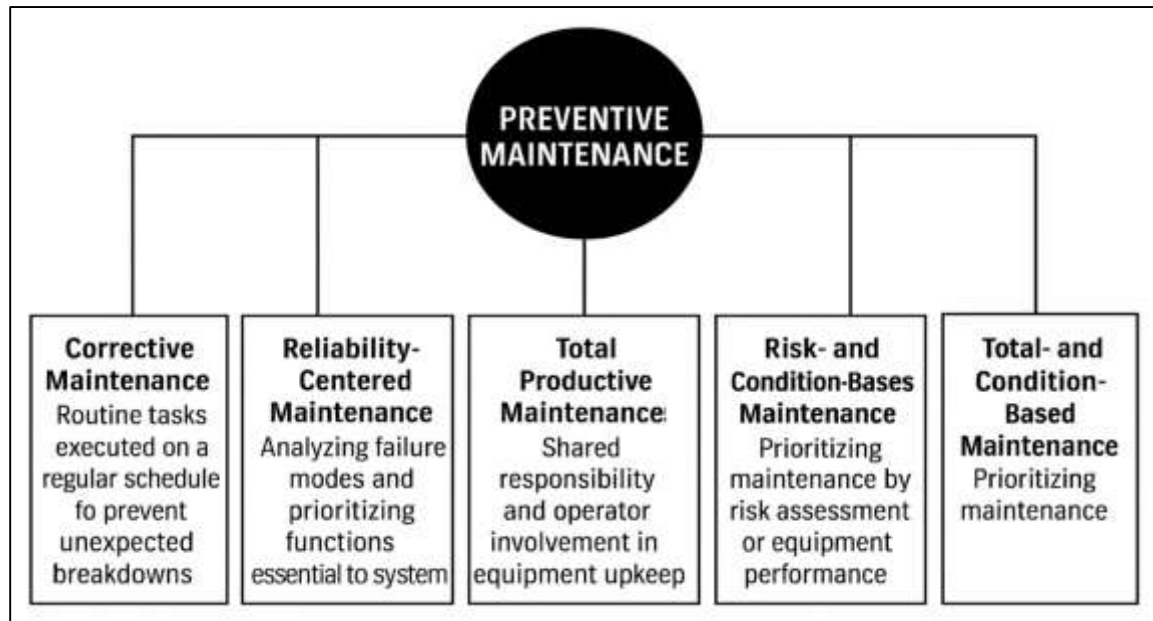 PREVENTIVE
MAINTENANCE
Corrective
Maintenance
Routine tasks
executed on a
regular schedule
fo prevent
unexpected
breakdowns
Reliability-
Centered
Maintenance
Analyzing failure
modes and
prioritizing
functions
essential to system
Total
Productive
Maintenance:
Shared
responsibility
and operator
involvement in
equipment upkeep
Risk- and
Condition-Bases
Maintenance
Prioritizing
maintenance by
risk assessment
or equipment
performance
Total- and
Condition-
Based
Maintenance
Prioritizing
maintenance